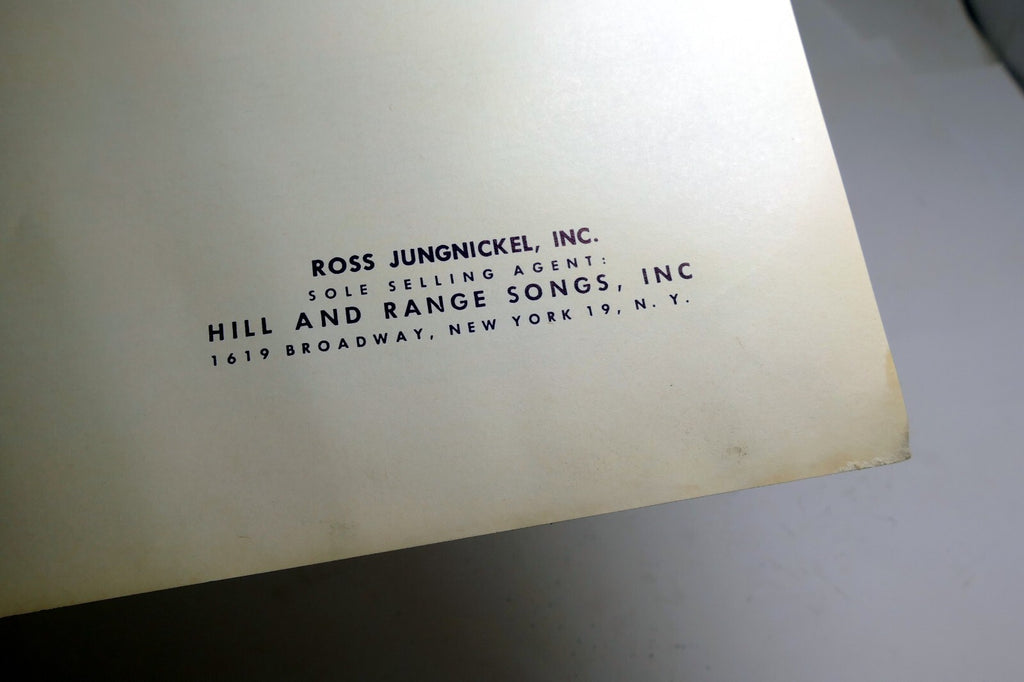 ROSS JUNGNICKEL, INC.
SOLE SELLING AGENT:
HILL AND RANGE SONGS, INC
1619 BROADWAY, NEW YORK 19, N. Y.